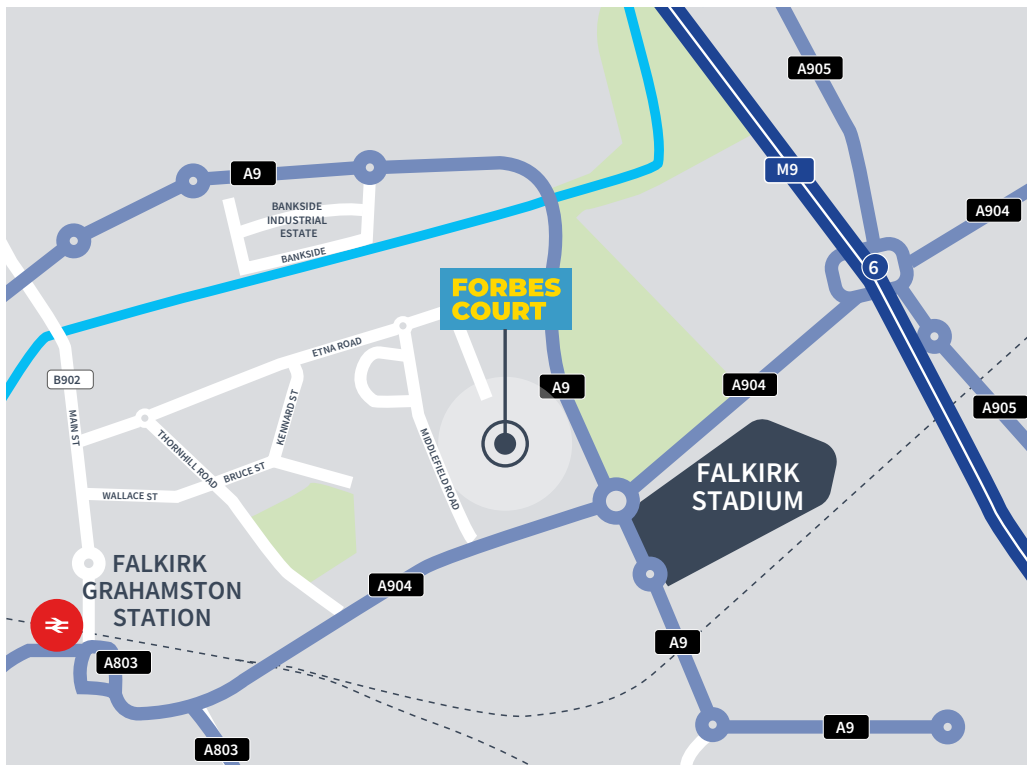 A905
A9
M9
BANKSIDE
INDUSTRIAL
ESTATE
A904
BANKSIDE
6
FORBES
COURT
ETNA ROAD
B902
A9
A904
A905
MAIN ST
KENNARD ST
THORNHILL ROAD
MIDDLEFIELD ROAD
BRUCE ST
WALLACE ST
FALKIRK
STADIUM
FALKIRK
GRAHAMSTON
STATION
A904
A9
A803
A9
A803